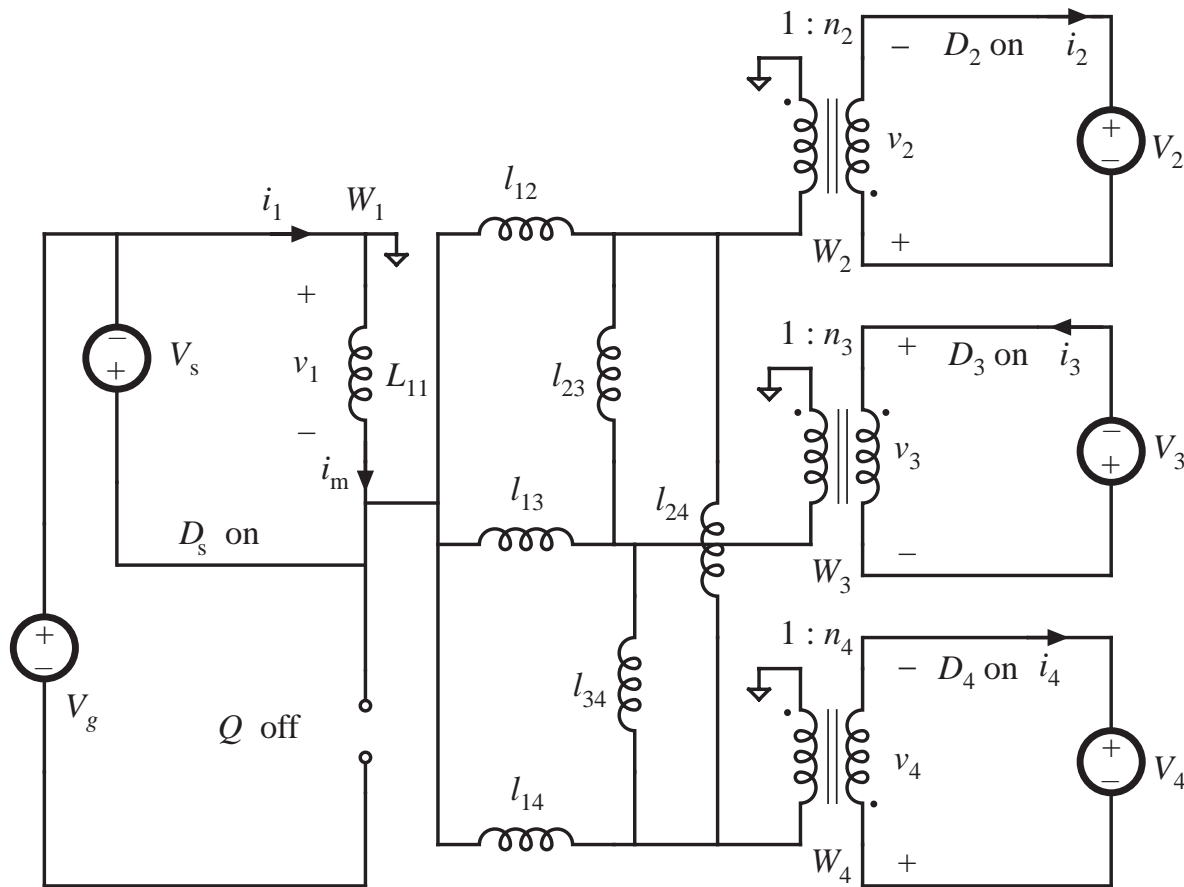 1 : n₂
− D₂ on i₂
+ − V₂
v₂
W₂ +
l₁₂
i₁ W₁
+
− + Vₛ
v₁ L₁₁
−
iₘ
Dₛ on
l₂₃
l₁₃
l₂₄
1 : n₃
+ D₃ on i₃
− + V₃
v₃
W₃ −
+ −
V_g
Q off
l₃₄
l₁₄
1 : n₄
− D₄ on i₄
+ − V₄
v₄
W₄ +